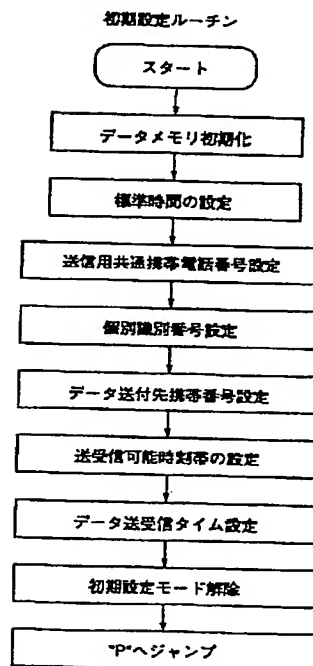 初期設定ルーチン
スタート
データメモリ初期化
標準時間の設定
送信用共通携帯電話番号設定
個別識別番号設定
データ送付先携帯番号設定
送受信可能時刻帯の設定
データ送受信タイム設定
初期設定モード解除
"P"へジャンプ